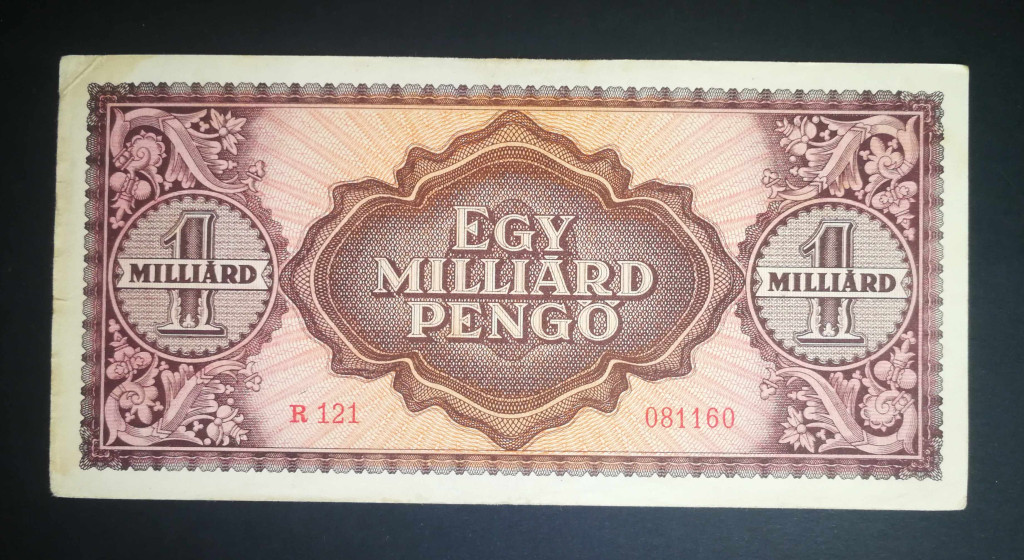 EGY
MILLIÁRD
PENGŐ
1
MILLIÁRD
1
MILLIÁRD
R 121
081160